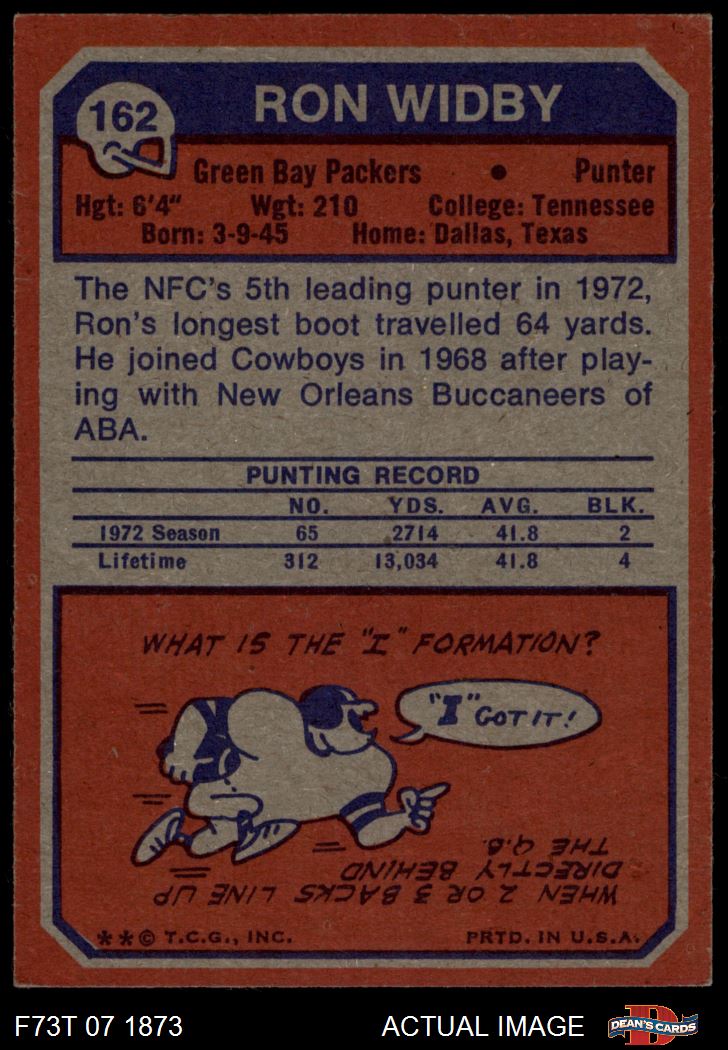 162
RON WIDBY
Green Bay Packers • Punter
Hgt: 6'4" Wgt: 210 College: Tennessee
Born: 3-9-45 Home: Dallas, Texas
The NFC's 5th leading punter in 1972,
Ron's longest boot travelled 64 yards.
He joined Cowboys in 1968 after play-
ing with New Orleans Buccaneers of
ABA.
PUNTING RECORD
NO. YDS. AVG. BLK.
1972 Season 65 2714 41.8 2
Lifetime 312 13,034 41.8 4
WHAT IS THE "I" FORMATION?
"I" GOT IT!
WHEN 2 OR 3 BACKS LINE UP
DIRECTLY BEHIND
THE Q.B.
**© T.C.G., INC. PRTD. IN U.S.A.
F73T 07 1873 ACTUAL IMAGE
D
DEAN'S CARDS